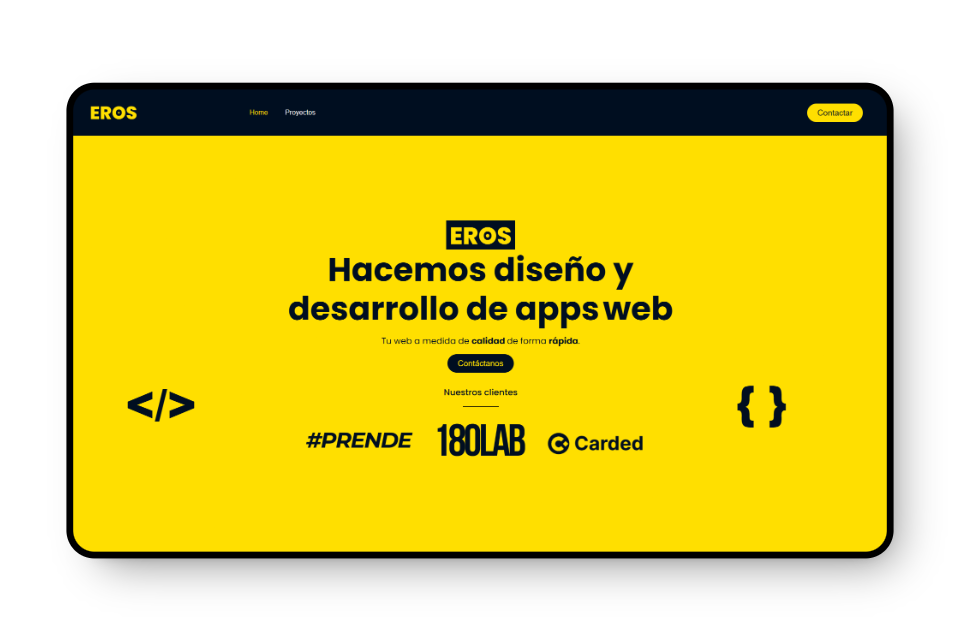 EROS
Home Proyectos
Contactar
EROS
Hacemos diseño y
desarrollo de apps web
Tu web a medida de calidad de forma rápida.
Contáctanos
Nuestros clientes
</>
{ }
#PRENDE
180LAB
Carded